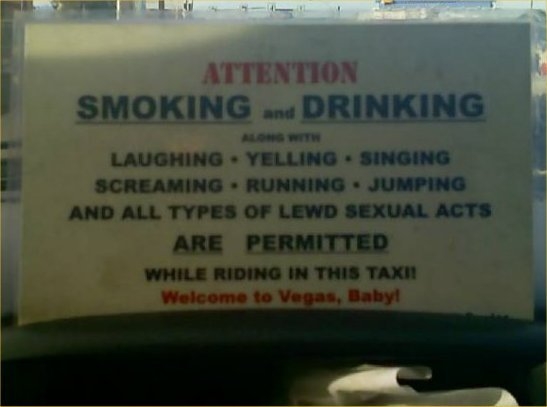 ATTENTION
SMOKING and DRINKING
ALONG WITH
LAUGHING • YELLING • SINGING
SCREAMING • RUNNING • JUMPING
AND ALL TYPES OF LEWD SEXUAL ACTS
ARE PERMITTED
WHILE RIDING IN THIS TAXI!
Welcome to Vegas, Baby!